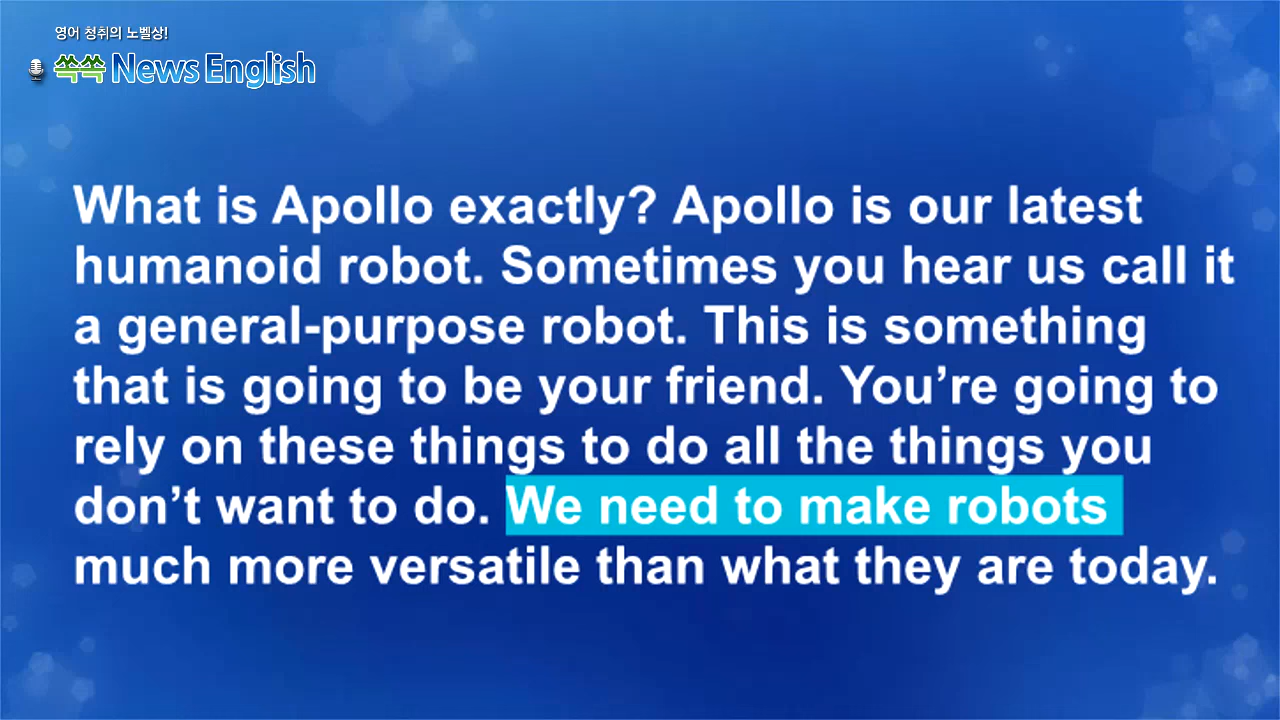 영어 청취의 노벨상!
쏙쏙 News English
What is Apollo exactly? Apollo is our latest
humanoid robot. Sometimes you hear us call it
a general-purpose robot. This is something
that is going to be your friend. You’re going to
rely on these things to do all the things you
don’t want to do. We need to make robots
much more versatile than what they are today.